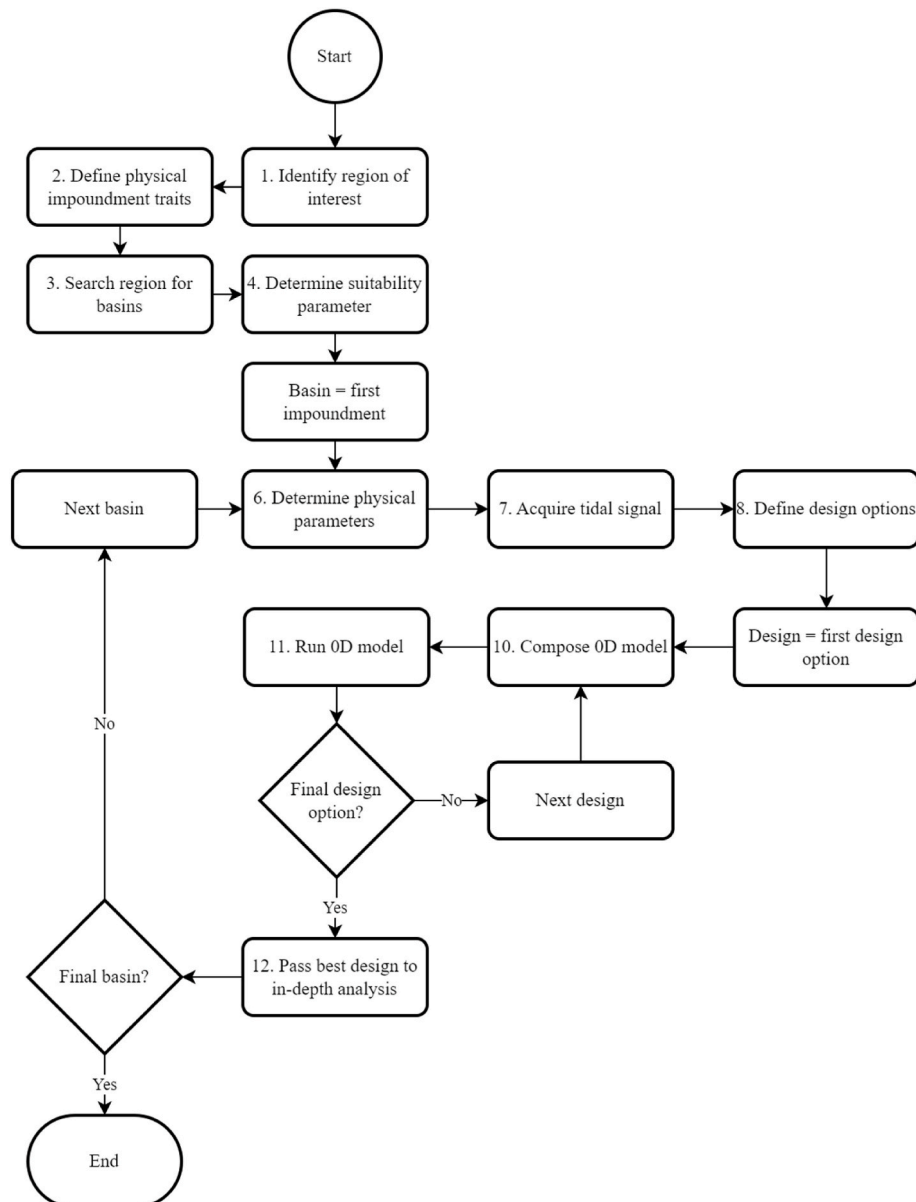 Start
1. Identify region of
interest
2. Define physical
impoundment traits
3. Search region for
basins
4. Determine suitability
parameter
Basin = first
impoundment
Next basin
6. Determine physical
parameters
7. Acquire tidal signal
8. Define design options
Design = first design
option
10. Compose 0D model
11. Run 0D model
No
Final design
option?
No
Next design
Yes
12. Pass best design to
in-depth analysis
Final basin?
Yes
End